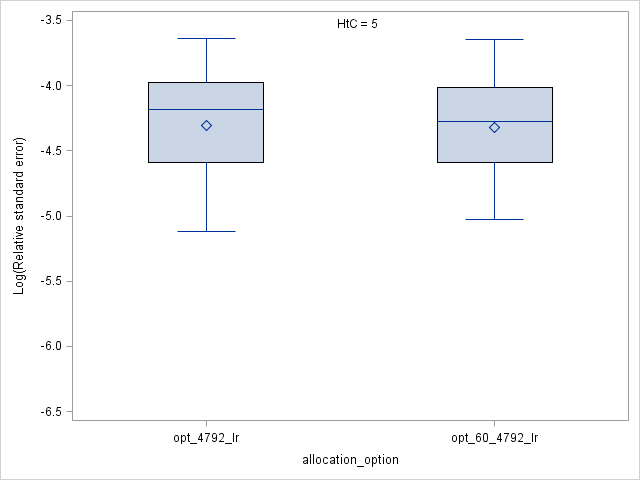 HtC = 5
Log(Relative standard error)
-3.5
-4.0
-4.5
-5.0
-5.5
-6.0
-6.5
opt_4792_lr opt_60_4792_lr
allocation_option